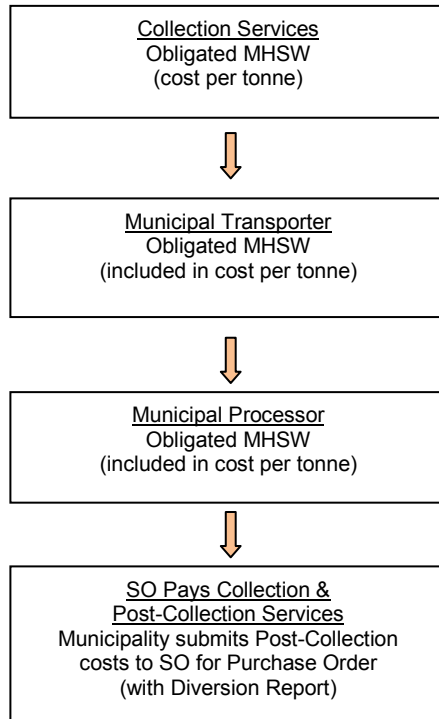 Collection Services
Obligated MHSW
(cost per tonne)
Municipal Transporter
Obligated MHSW
(included in cost per tonne)
Municipal Processor
Obligated MHSW
(included in cost per tonne)
SO Pays Collection &
Post-Collection Services
Municipality submits Post-Collection
costs to SO for Purchase Order
(with Diversion Report)